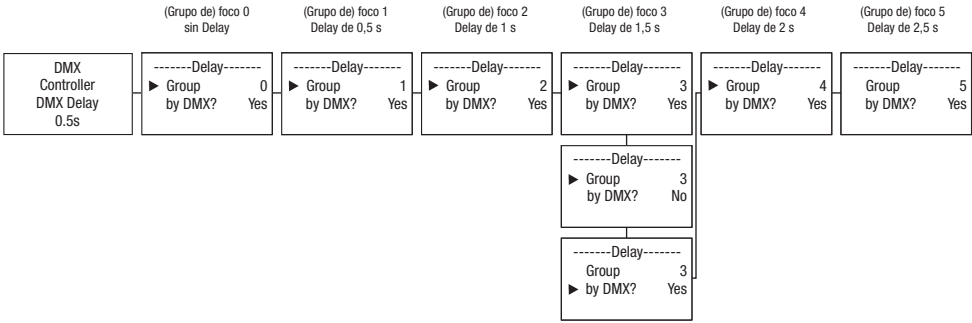 (Grupo de) foco 0
sin Delay
(Grupo de) foco 1
Delay de 0,5 s
(Grupo de) foco 2
Delay de 1 s
(Grupo de) foco 3
Delay de 1,5 s
(Grupo de) foco 4
Delay de 2 s
(Grupo de) foco 5
Delay de 2,5 s
DMX
Controller
DMX Delay
0.5s
-------Delay-------
▶ Group 0
by DMX? Yes
-------Delay-------
▶ Group 1
by DMX? Yes
-------Delay-------
▶ Group 2
by DMX? Yes
-------Delay-------
▶ Group 3
by DMX? Yes
-------Delay-------
▶ Group 4
by DMX? Yes
-------Delay-------
Group 5
by DMX? Yes
-------Delay-------
▶ Group 3
by DMX? No
-------Delay-------
Group 3
▶ by DMX? Yes